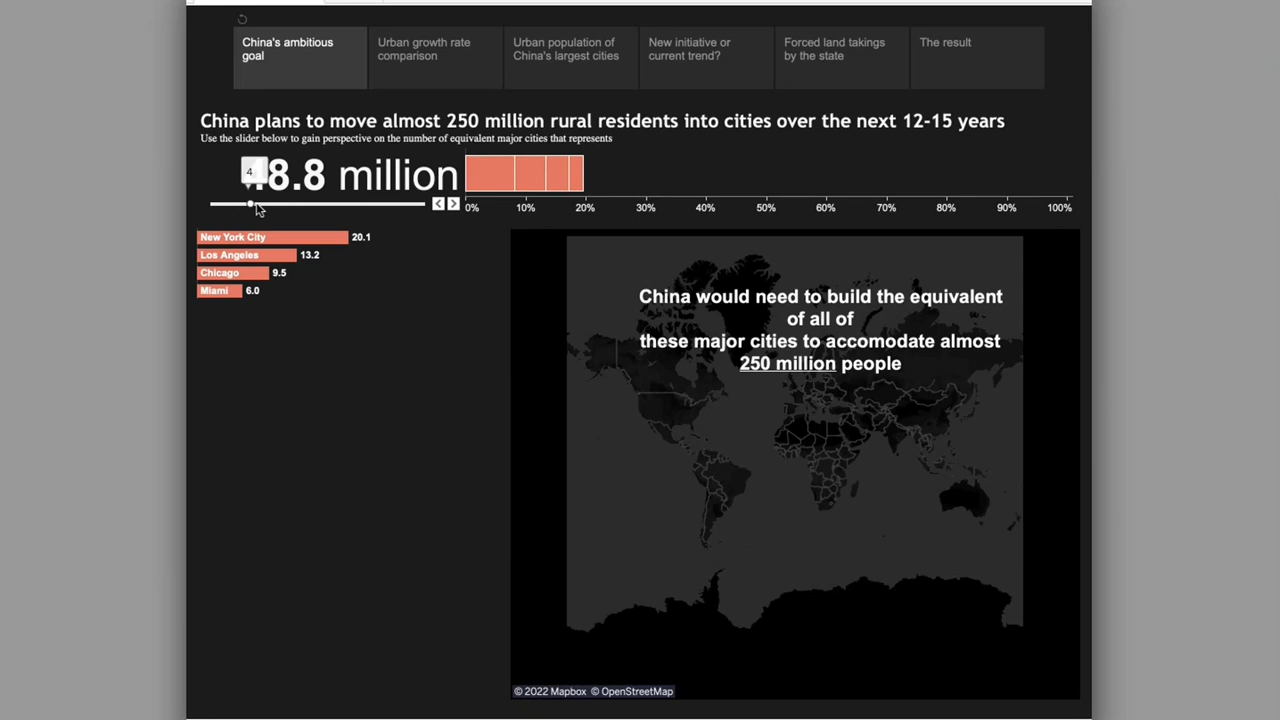 China's ambitious
goal
Urban growth rate
comparison
Urban population of
China's largest cities
New initiative or
current trend?
Forced land takings
by the state
The result
China plans to move almost 250 million rural residents into cities over the next 12-15 years
Use the slider below to gain perspective on the number of equivalent major cities that represents
4
8.8 million
0% 10% 20% 30% 40% 50% 60% 70% 80% 90% 100%
New York City 20.1
Los Angeles 13.2
Chicago 9.5
Miami 6.0
China would need to build the equivalent
of all of
these major cities to accomodate almost
250 million people
© 2022 Mapbox © OpenStreetMap